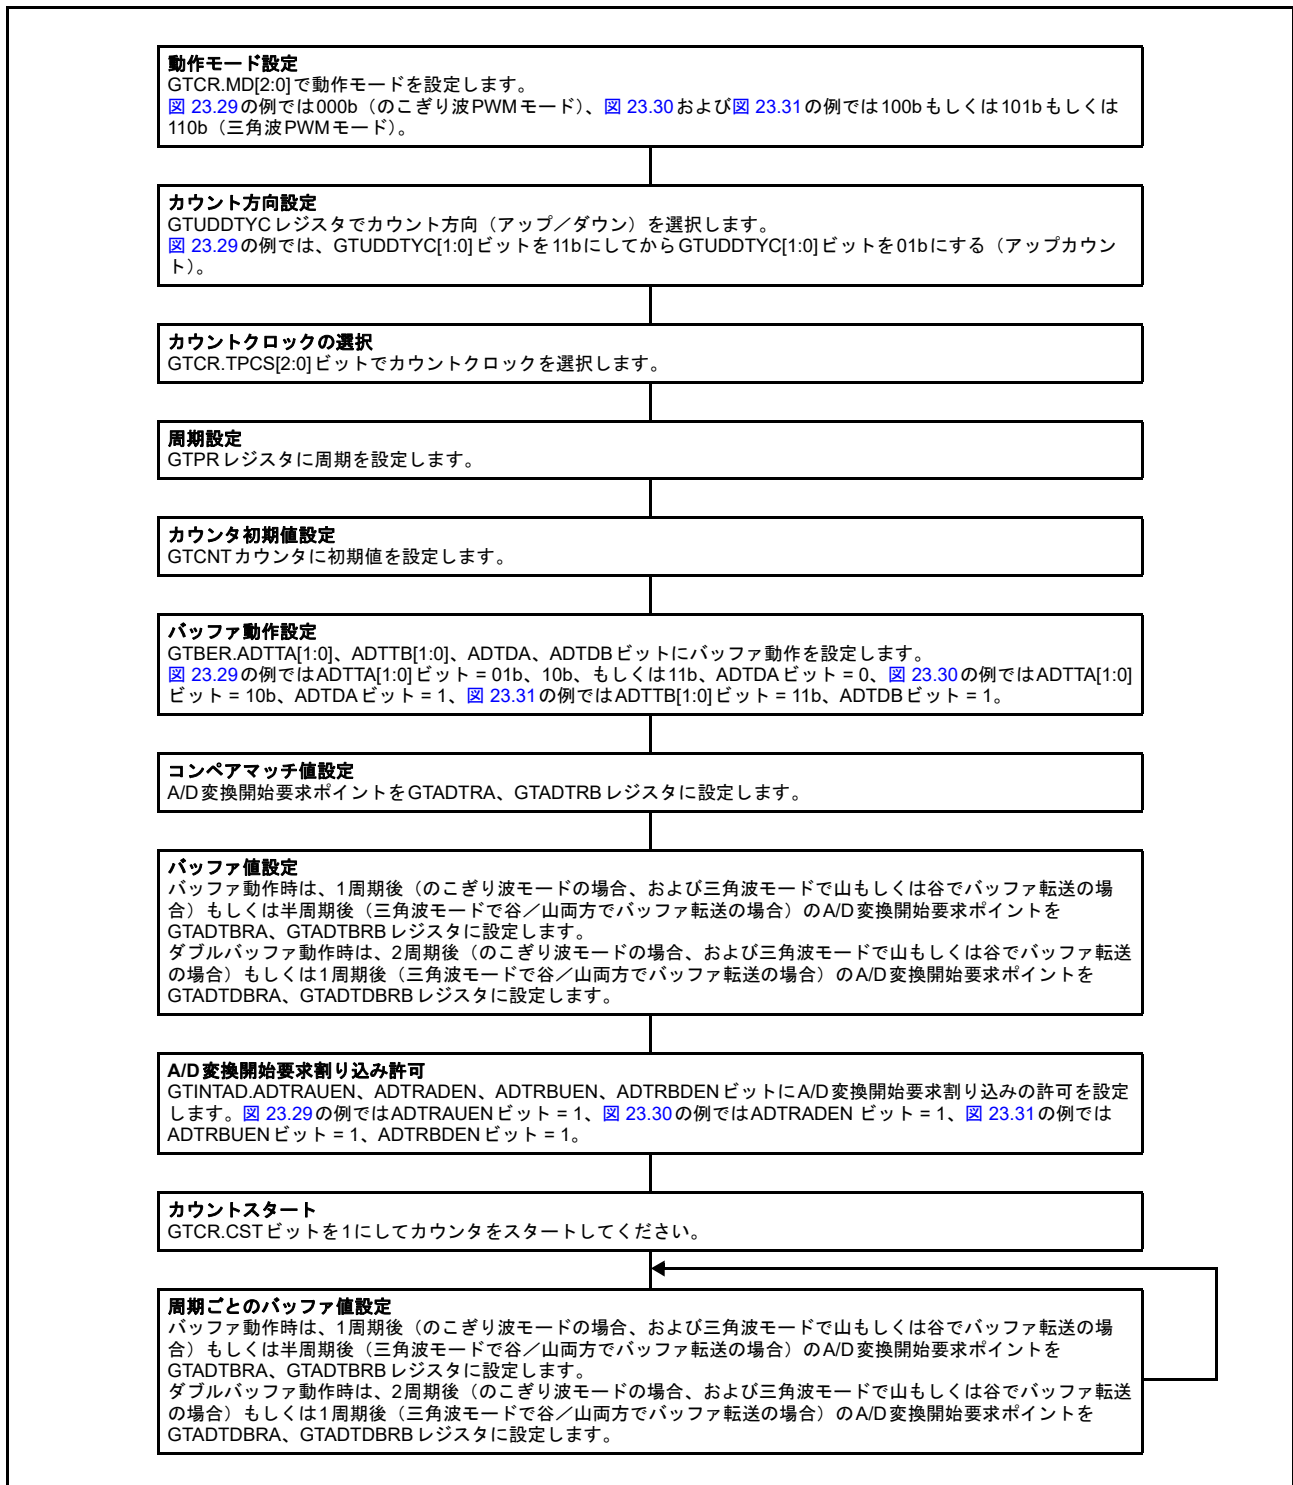 動作モード設定
GTCR.MD[2:0]で動作モードを設定します。
図 23.29の例では000b（のこぎり波PWMモード）、図 23.30および図 23.31の例では100bもしくは101bもしくは
110b（三角波PWMモード）。
カウント方向設定
GTUDDTYCレジスタでカウント方向（アップ／ダウン）を選択します。
図 23.29の例では、GTUDDTYC[1:0]ビットを11bにしてからGTUDDTYC[1:0]ビットを01bにする（アップカウン
ト）。
カウントクロックの選択
GTCR.TPCS[2:0]ビットでカウントクロックを選択します。
周期設定
GTPRレジスタに周期を設定します。
カウンタ初期値設定
GTCNTカウンタに初期値を設定します。
バッファ動作設定
GTBER.ADTTA[1:0]、ADTTB[1:0]、ADTDA、ADTDBビットにバッファ動作を設定します。
図 23.29の例ではADTTA[1:0]ビット = 01b、10b、もしくは11b、ADTDAビット = 0、図 23.30の例ではADTTA[1:0]
ビット = 10b、ADTDAビット = 1、図 23.31の例ではADTTB[1:0]ビット = 11b、ADTDBビット = 1。
コンペアマッチ値設定
A/D変換開始要求ポイントをGTADTRA、GTADTRBレジスタに設定します。
バッファ値設定
バッファ動作時は、1周期後（のこぎり波モードの場合、および三角波モードで山もしくは谷でバッファ転送の場
合）もしくは半周期後（三角波モードで谷／山両方でバッファ転送の場合）のA/D変換開始要求ポイントを
GTADTBRA、GTADTBRBレジスタに設定します。
ダブルバッファ動作時は、2周期後（のこぎり波モードの場合、および三角波モードで山もしくは谷でバッファ転送
の場合）もしくは1周期後（三角波モードで谷／山両方でバッファ転送の場合）のA/D変換開始要求ポイントを
GTADTDBRA、GTADTDBRBレジスタに設定します。
A/D変換開始要求割り込み許可
GTINTAD.ADTRAUEN、ADTRADEN、ADTRBUEN、ADTRBDENビットにA/D変換開始要求割り込みの許可を設定
します。図 23.29の例ではADTRAUENビット = 1、図 23.30の例ではADTRADEN ビット = 1、図 23.31の例では
ADTRBUENビット = 1、ADTRBDENビット = 1。
カウントスタート
GTCR.CSTビットを1にしてカウンタをスタートしてください。
周期ごとのバッファ値設定
バッファ動作時は、1周期後（のこぎり波モードの場合、および三角波モードで山もしくは谷でバッファ転送の場
合）もしくは半周期後（三角波モードで谷／山両方でバッファ転送の場合）のA/D変換開始要求ポイントを
GTADTBRA、GTADTBRBレジスタに設定します。
ダブルバッファ動作時は、2周期後（のこぎり波モードの場合、および三角波モードで山もしくは谷でバッファ転送
の場合）もしくは1周期後（三角波モードで谷／山両方でバッファ転送の場合）のA/D変換開始要求ポイントを
GTADTDBRA、GTADTDBRBレジスタに設定します。